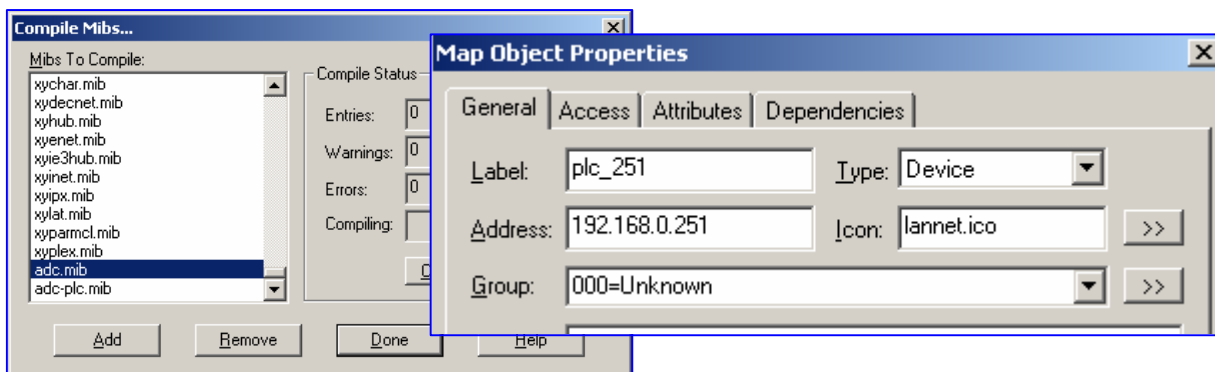 Compile Mibs...
Mibs To Compile:
xychar.mib
xydecnet.mib
xyhub.mib
xyenet.mib
xyie3hub.mib
xyinet.mib
xyipx.mib
xylat.mib
xyparmcl.mib
xyplex.mib
adc.mib
adc-plc.mib
Compile Status
Entries: 0
Warnings: 0
Errors: 0
Compiling:
Add Remove Done Help
Map Object Properties
General Access Attributes Dependencies
Label: plc_251 Type: Device
Address: 192.168.0.251 Icon: lannet.ico >>
Group: 000=Unknown >>